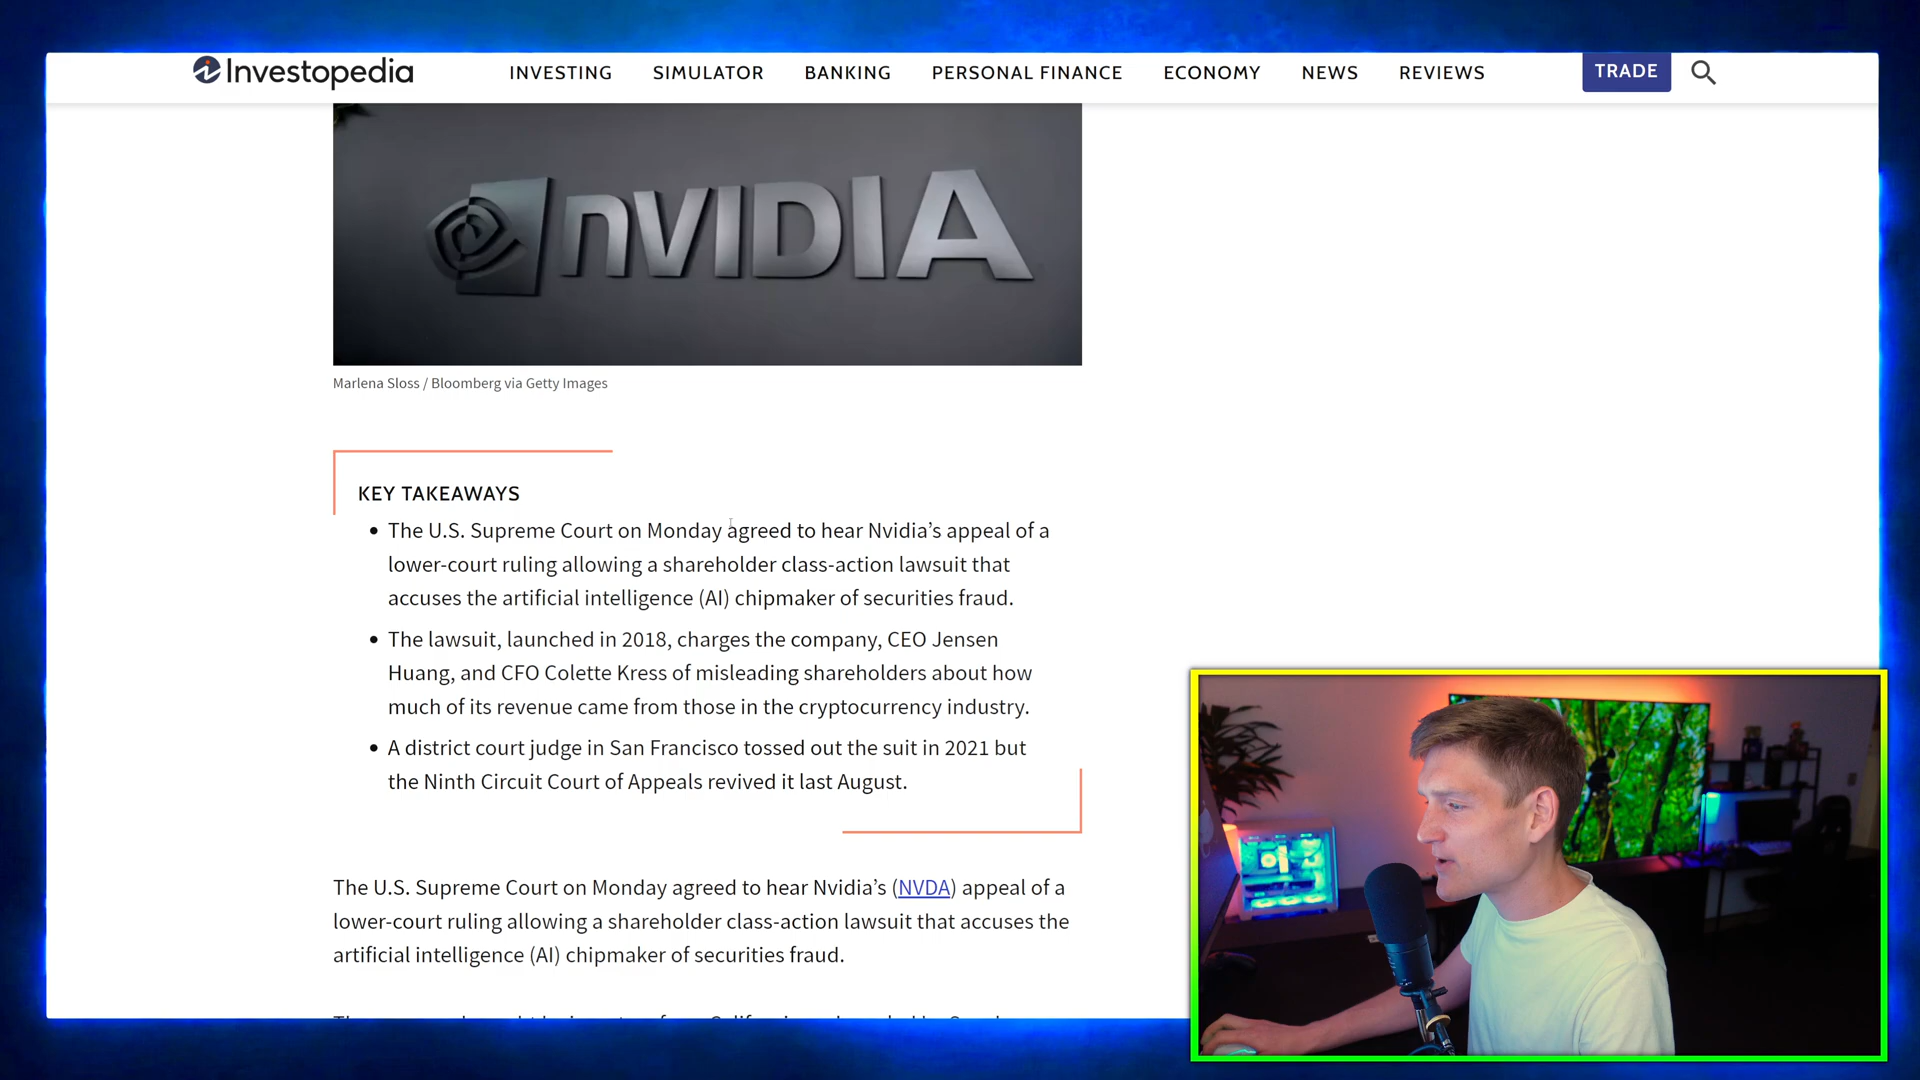 Investopedia
INVESTING SIMULATOR BANKING PERSONAL FINANCE ECONOMY NEWS REVIEWS TRADE
nVIDIA
Marlena Sloss / Bloomberg via Getty Images
KEY TAKEAWAYS
The U.S. Supreme Court on Monday agreed to hear Nvidia’s appeal of a
lower-court ruling allowing a shareholder class-action lawsuit that
accuses the artificial intelligence (AI) chipmaker of securities fraud.
The lawsuit, launched in 2018, charges the company, CEO Jensen
Huang, and CFO Colette Kress of misleading shareholders about how
much of its revenue came from those in the cryptocurrency industry.
A district court judge in San Francisco tossed out the suit in 2021 but
the Ninth Circuit Court of Appeals revived it last August.
The U.S. Supreme Court on Monday agreed to hear Nvidia’s (NVDA) appeal of a
lower-court ruling allowing a shareholder class-action lawsuit that accuses the
artificial intelligence (AI) chipmaker of securities fraud.